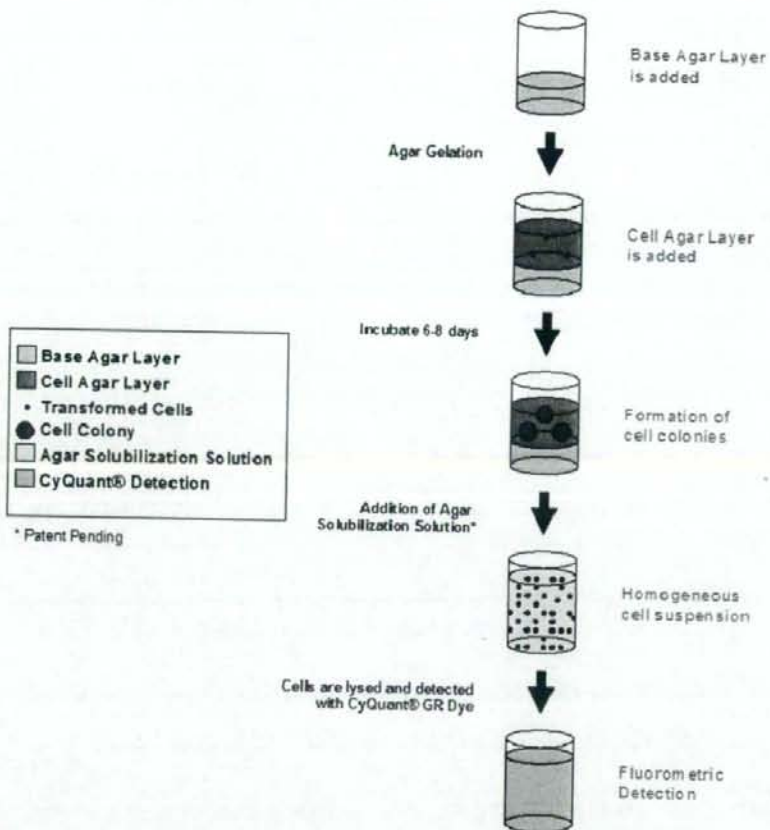 Base Agar Layer
is added
Agar Gelation
Cell Agar Layer
is added
Incubate 6-8 days
Base Agar Layer
Cell Agar Layer
Transformed Cells
Cell Colony
Agar Solubilization Solution
CyQuant® Detection
* Patent Pending
Formation of
cell colonies
Addition of Agar
Solubilization Solution*
Homogeneous
cell suspension
Cells are lysed and detected
with CyQuant® GR Dye
Fluorometric
Detection